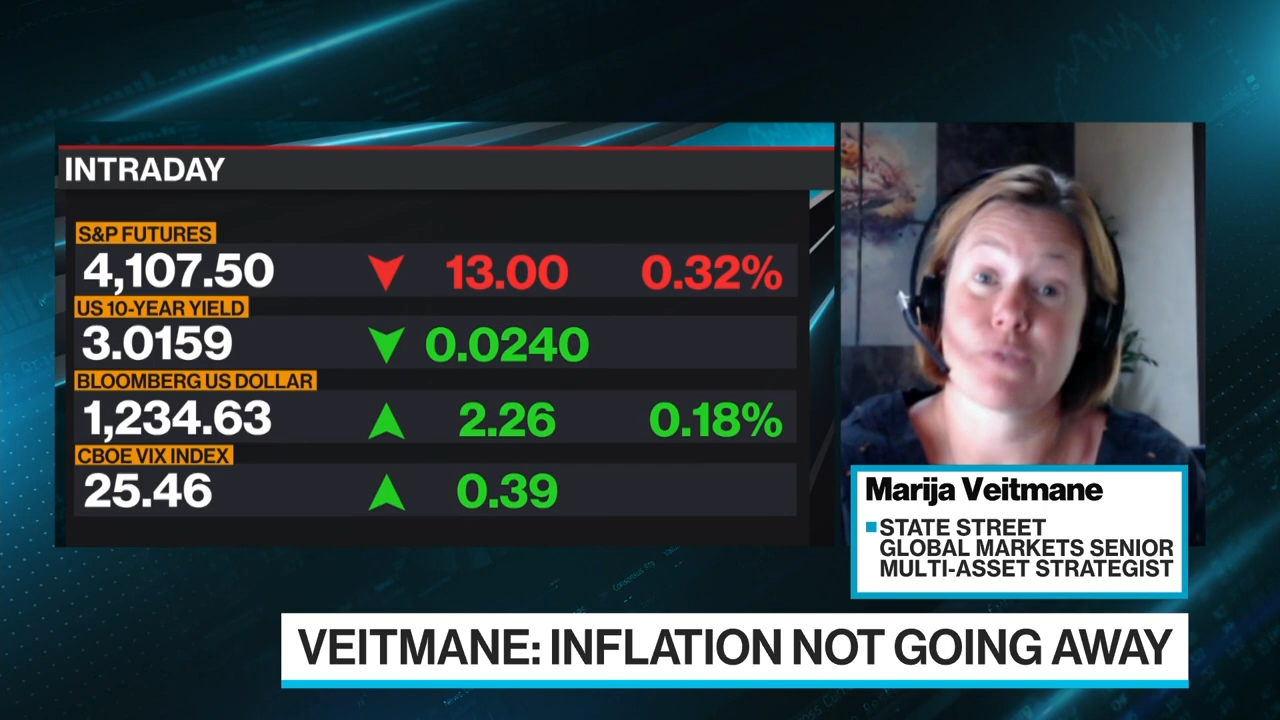 INTRADAY
S&P FUTURES
4,107.50 13.00 0.32%
US 10-YEAR YIELD
3.0159 0.0240
BLOOMBERG US DOLLAR
1,234.63 2.26 0.18%
CBOE VIX INDEX
25.46 0.39
Marija Veitmane
STATE STREET
GLOBAL MARKETS SENIOR
MULTI-ASSET STRATEGIST
VEITMANE: INFLATION NOT GOING AWAY